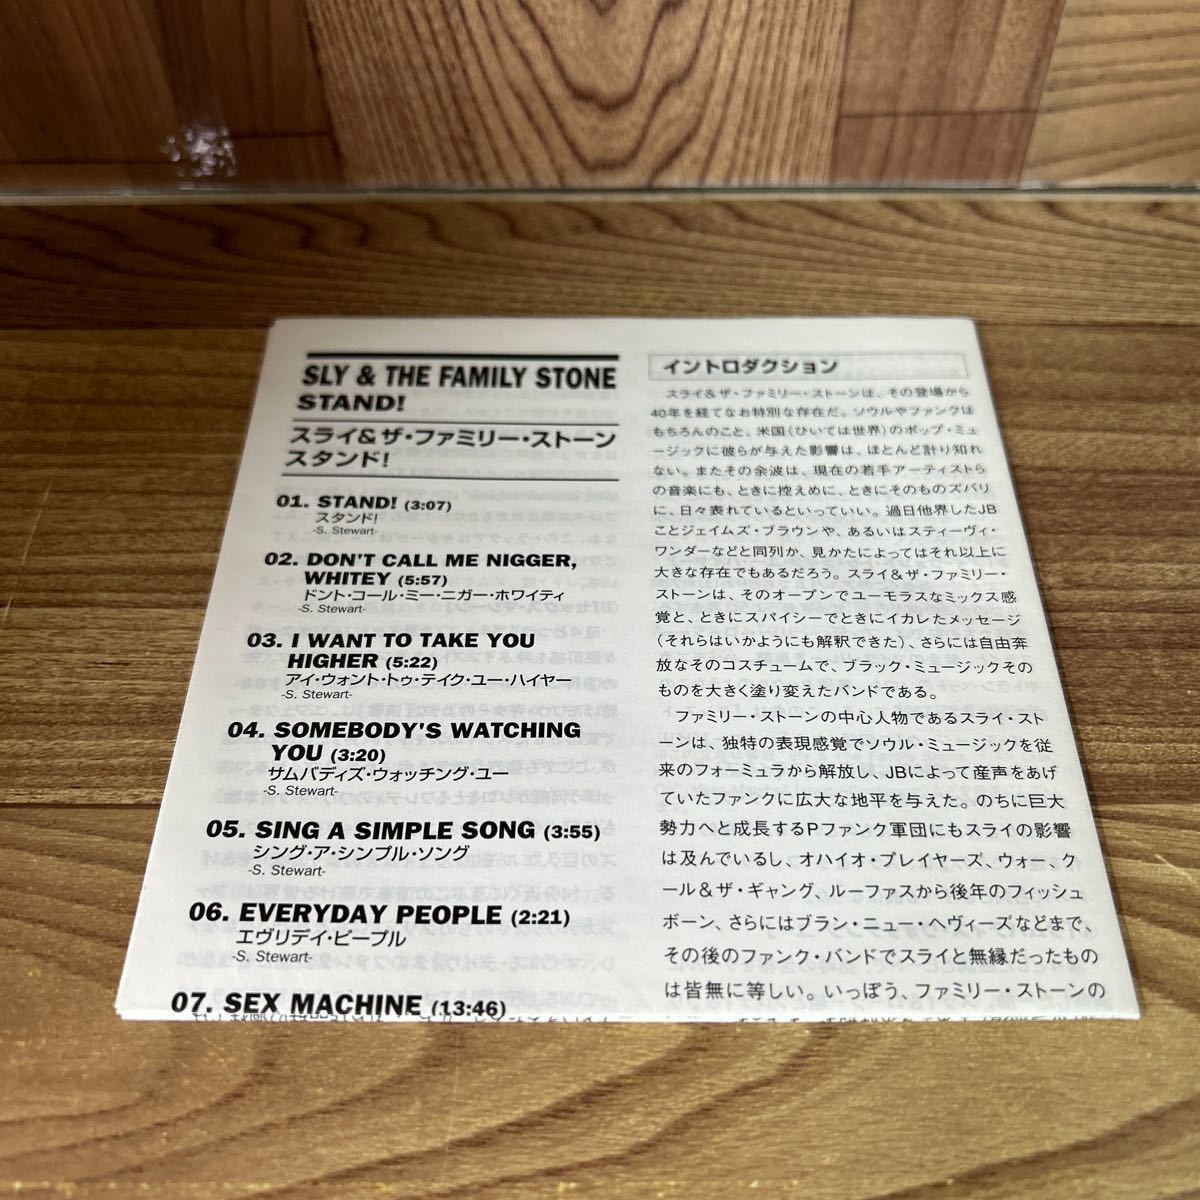 SLY & THE FAMILY STONE
STAND!
スライ&ザ・ファミリー・ストーン
スタンド!
01. STAND! (3:07)
スタンド!
-S. Stewart-
02. DON'T CALL ME NIGGER,
WHITEY (5:57)
ドント・コール・ミー・ニガー・ホワイティ
-S. Stewart-
03. I WANT TO TAKE YOU
HIGHER (5:22)
アイ・ウォント・トゥ・テイク・ユー・ハイヤー
-S. Stewart-
04. SOMEBODY'S WATCHING
YOU (3:20)
サムバディズ・ウォッチング・ユー
-S. Stewart-
05. SING A SIMPLE SONG (3:55)
シング・ア・シンプル・ソング
-S. Stewart-
06. EVERYDAY PEOPLE (2:21)
エヴリデイ・ピープル
-S. Stewart-
07. SEX MACHINE (13:46)
イントロダクション
スライ&ザ・ファミリー・ストーンは、その登場から
40年を経てなお特別な存在だ。ソウルやファンクは
もちろんのこと、米国(ひいては世界)のポップ・ミュ
ージックに彼らが与えた影響は、ほとんど計り知れ
ない。またその余波は、現在の若手アーティストら
の音楽にも、ときに控えめに、ときにそのものズバリ
に、日々表れているといっていい。過日他界したJB
ことジェイムズ・ブラウンや、あるいはスティーヴィ・
ワンダーなどと同列か、見かたによってはそれ以上に
大きな存在でもあるだろう。スライ&ザ・ファミリー・
ストーンは、そのオープンでユーモラスなミックス感
覚と、ときにスパイシーでときにイカレたメッセージ
(それらはいかようにも解釈できた)、さらには自由奔
放なそのコスチュームで、ブラック・ミュージックその
ものを大きく塗り変えたバンドである。
ファミリー・ストーンの中心人物であるスライ・スト
ーンは、独特の表現感覚でソウル・ミュージックを従
来のフォーミュラから解放し、JBによって産声をあげ
ていたファンクに広大な地平を与えた。のちに巨大
勢力へと成長するPファンク軍団にもスライの影響
は及んでいるし、オハイオ・プレイヤーズ、ウォー、ク
ール&ザ・ギャング、ルーファスから後年のフィッシュ
ボーン、さらにはブラン・ニュー・ヘヴィーズなどまで、
その後のファンク・バンドでスライと無縁だったもの
は皆無に等しい。いっぽう、ファミリー・ストーンの